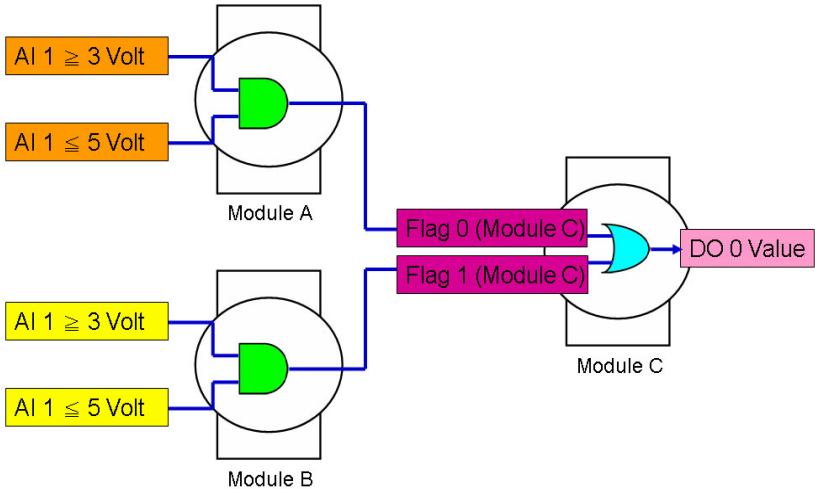 AI 1 ≧ 3 Volt
AI 1 ≦ 5 Volt
Module A
Flag 0 (Module C)
Flag 1 (Module C)
DO 0 Value
Module C
AI 1 ≧ 3 Volt
AI 1 ≦ 5 Volt
Module B